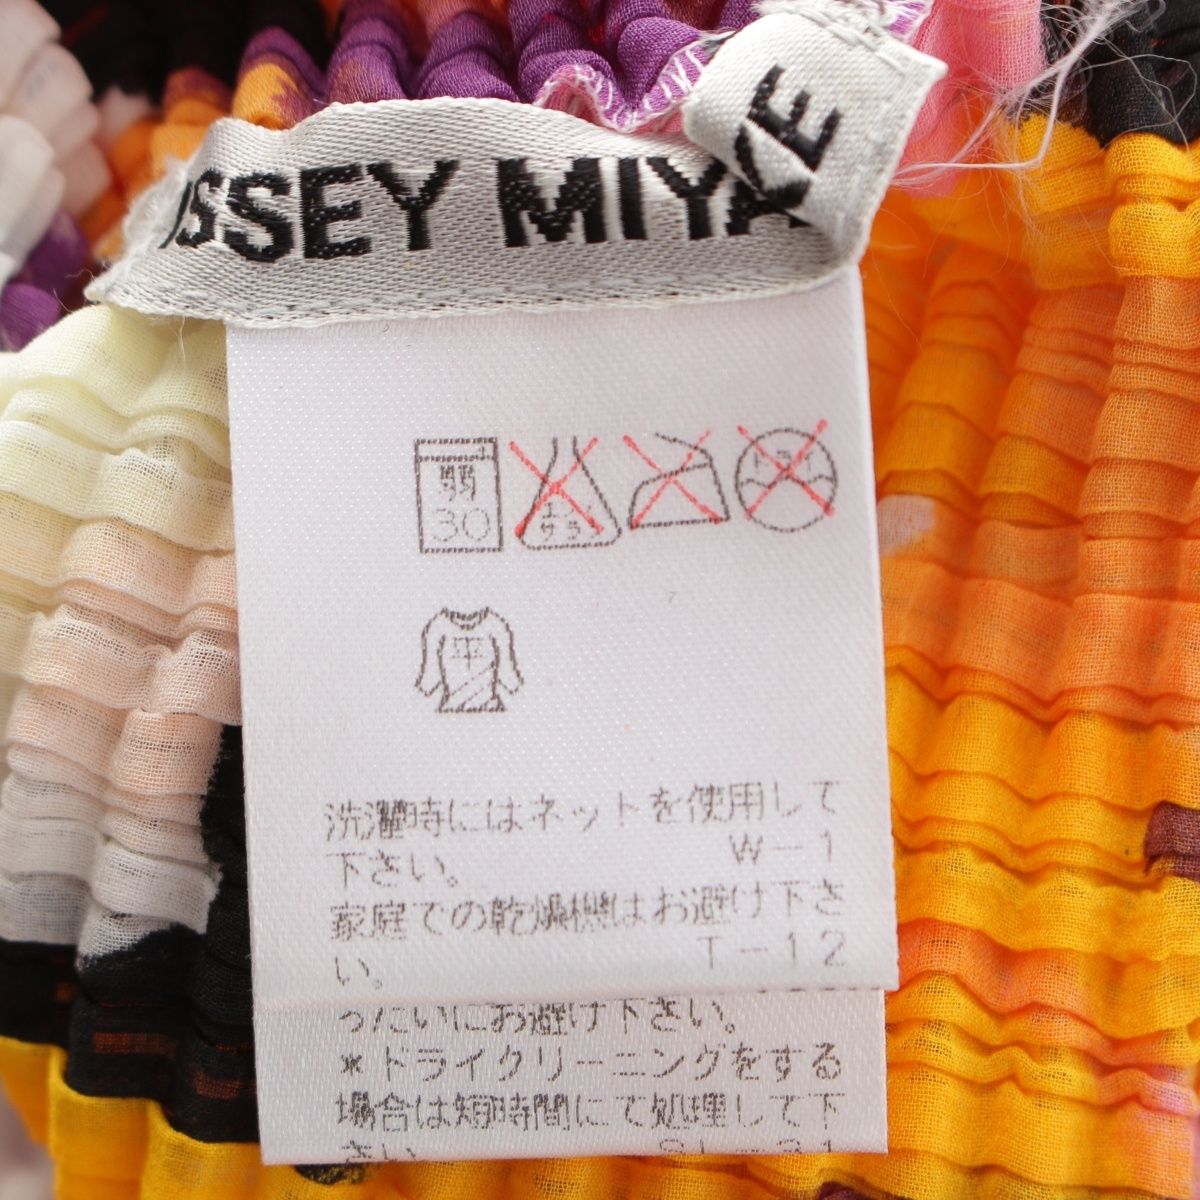 ISSEY MIYAKE
弱
30
エンソ
サラシ
ドライ
平
洗濯時にはネットを使用して
下さい。 W-1
家庭での乾燥機はお避け下さ
い。 T-12
ったいにお避け下さい。
*ドライクリーニングをする
場合は短時間にて処理して下
さい。